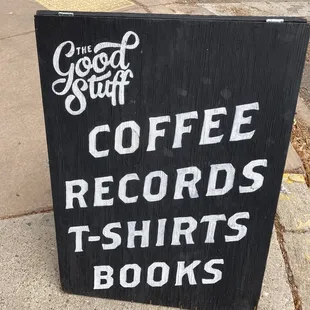 THE
Good
Stuff
COFFEE
RECORDS
T-SHIRTS
BOOKS